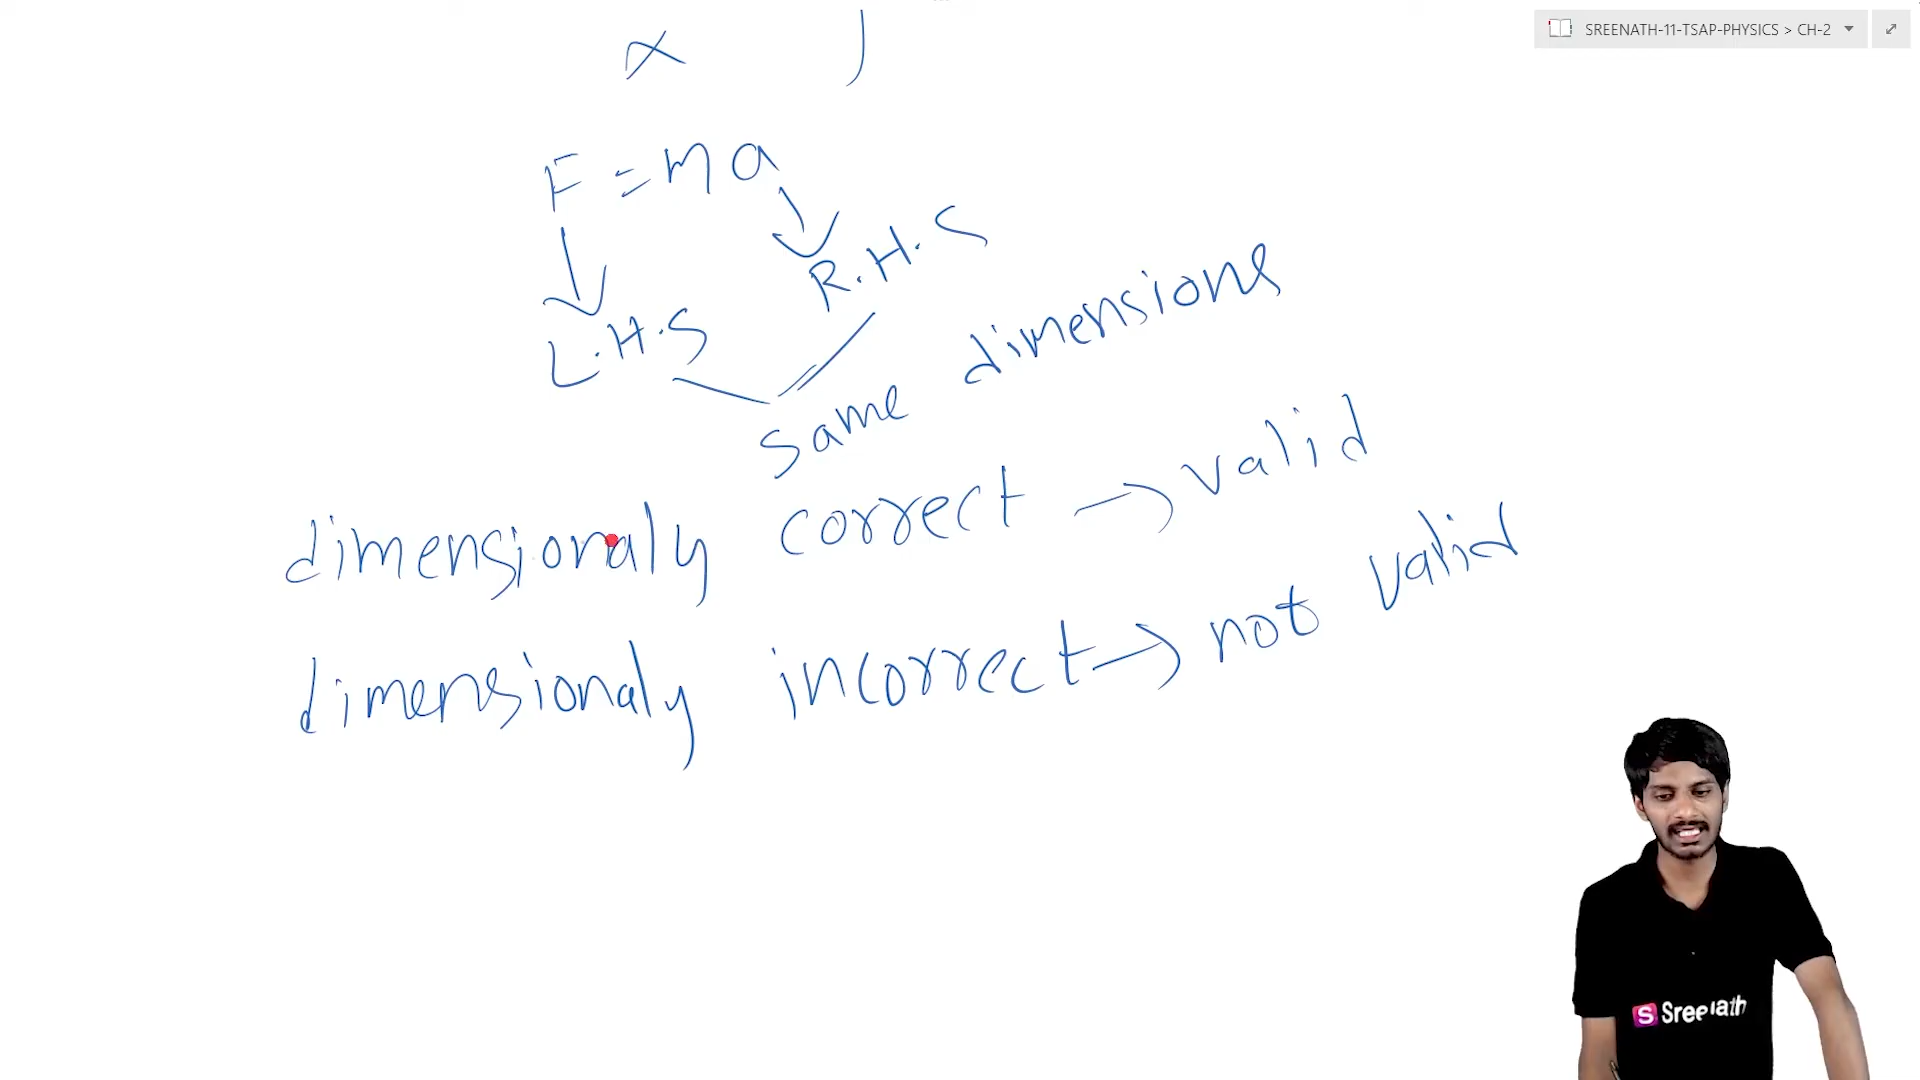 SREENATH-11-TSAP-PHYSICS > CH-2
F = ma
R.H.S
L.H.S
same dimensions
dimensionaly correct → valid
dimensionaly incorrect → not valid
S Sreenath